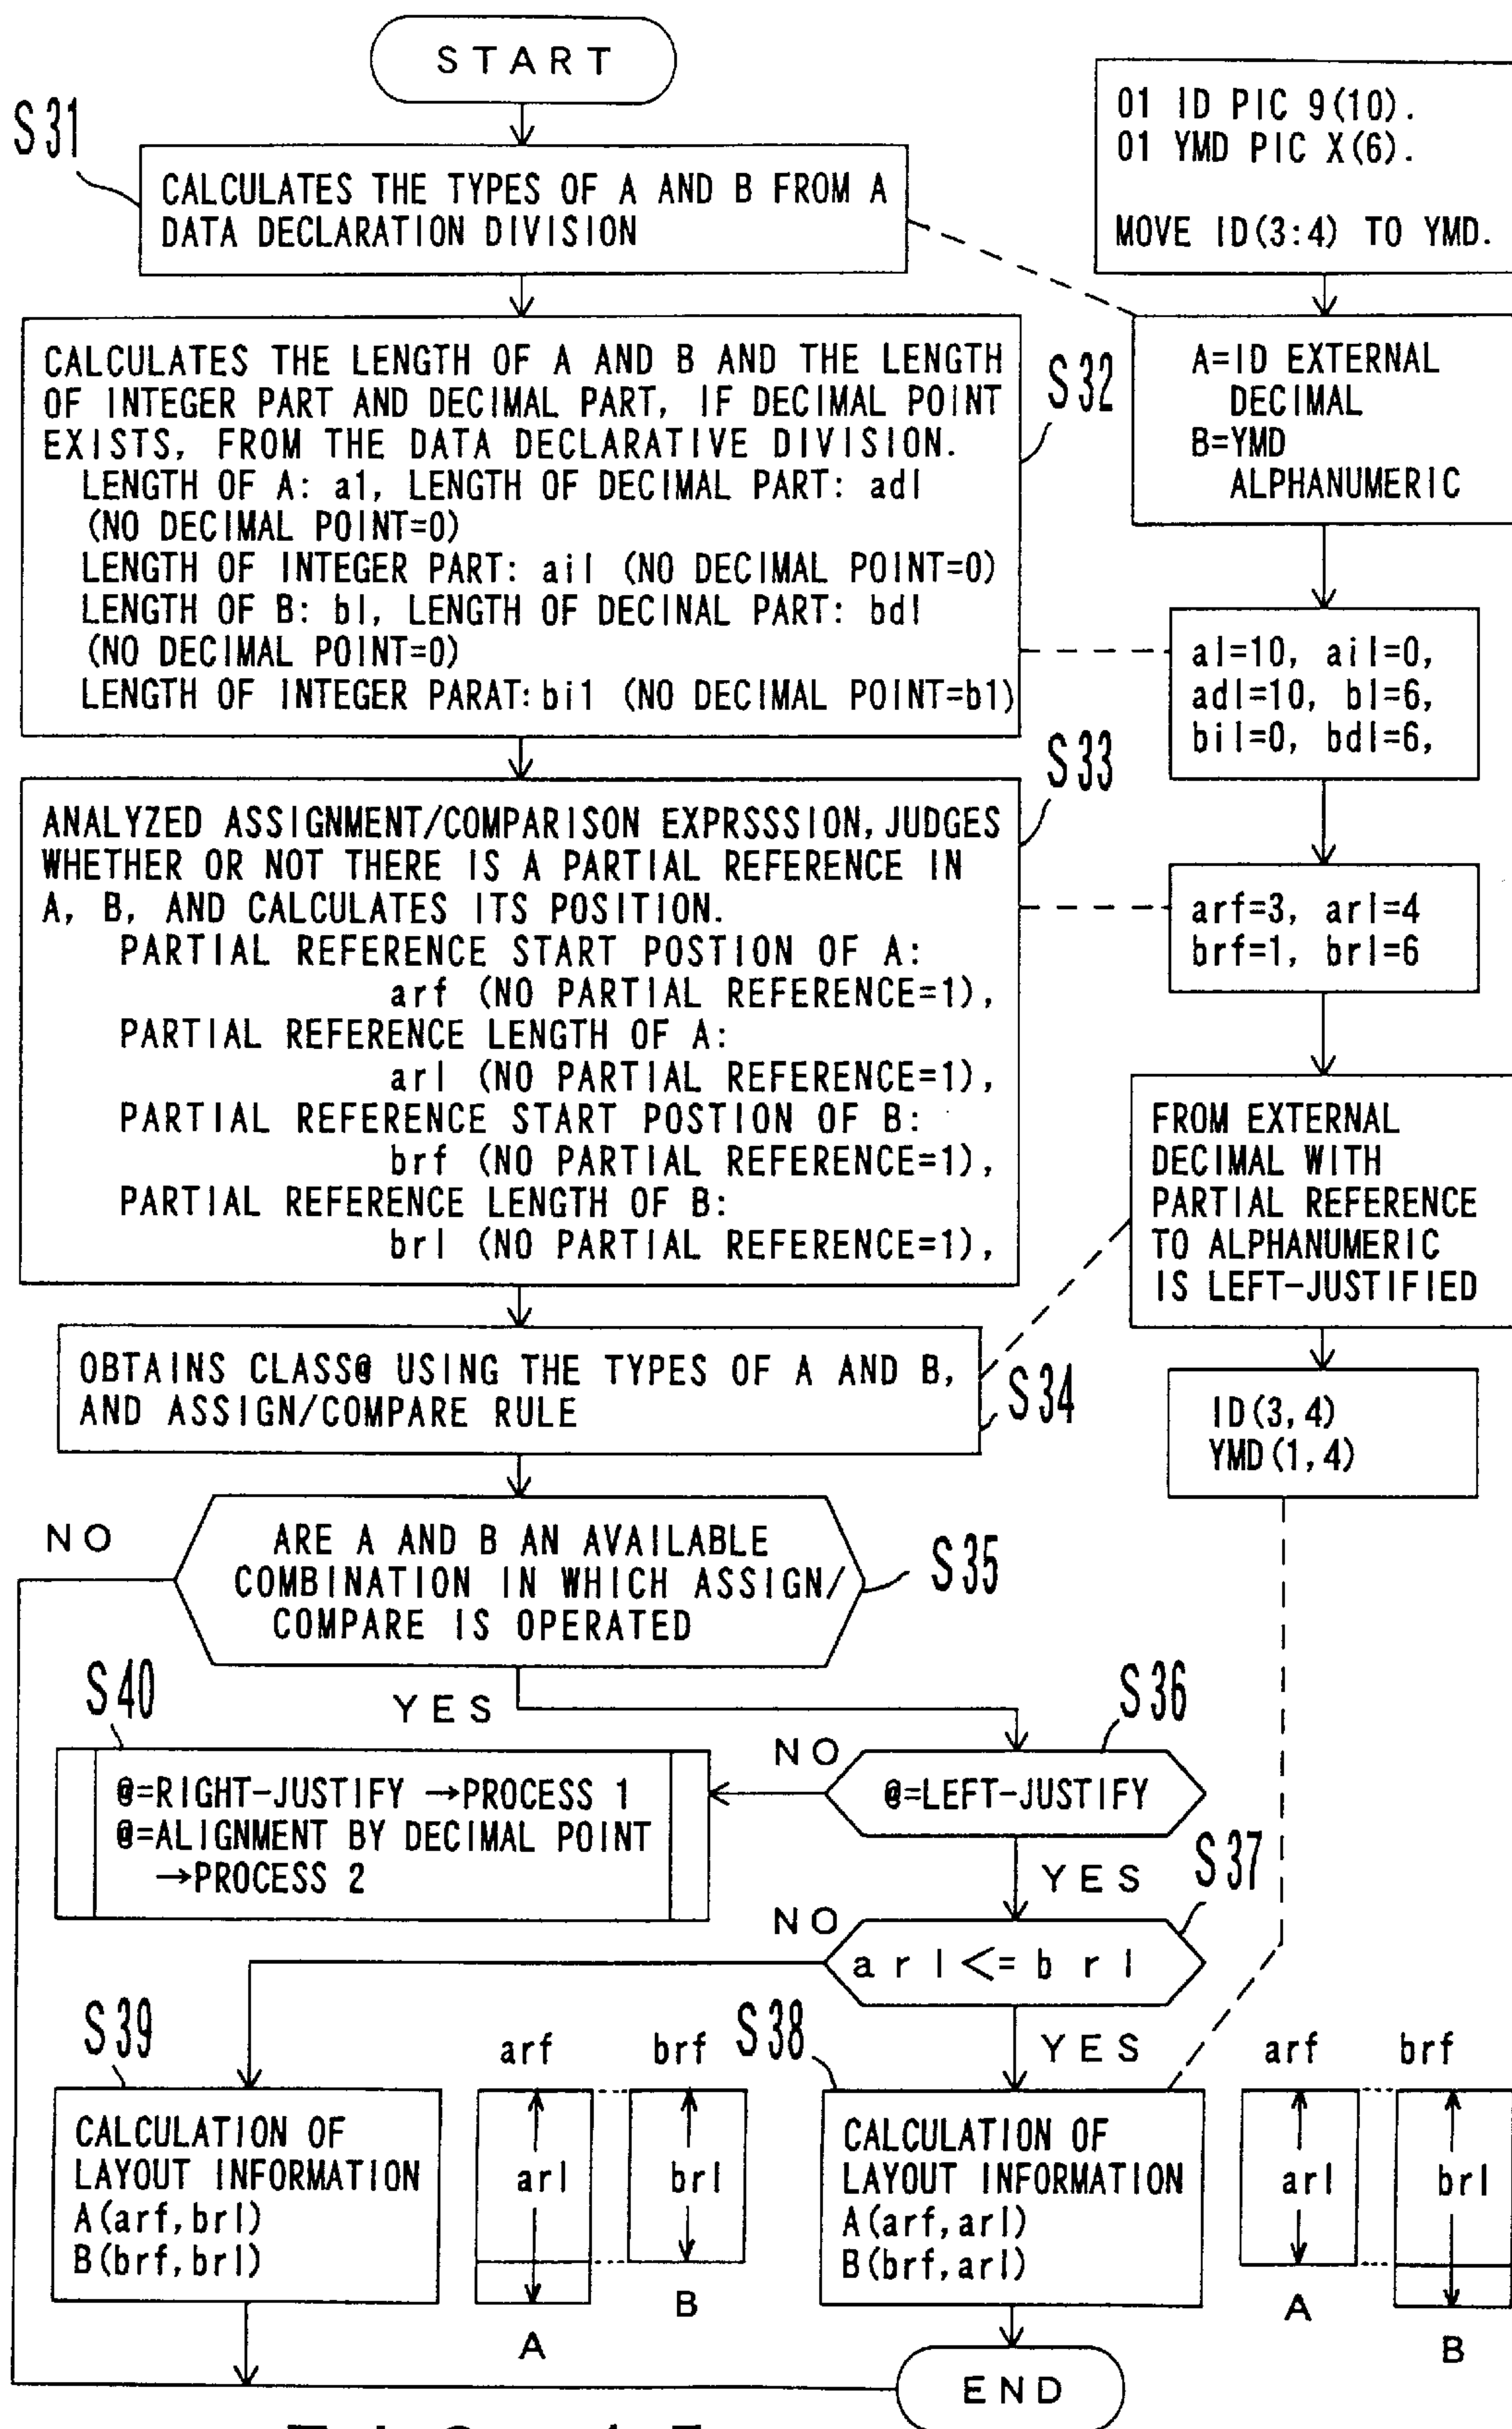 START
S31
CALCULATES THE TYPES OF A AND B FROM A
DATA DECLARATION DIVISION
01 ID PIC 9(10).
01 YMD PIC X(6).
MOVE ID(3:4) TO YMD.
CALCULATES THE LENGTH OF A AND B AND THE LENGTH
OF INTEGER PART AND DECIMAL PART, IF DECIMAL POINT
EXISTS, FROM THE DATA DECLARATIVE DIVISION.
LENGTH OF A: a1, LENGTH OF DECIMAL PART: adl
(NO DECIMAL POINT=0)
LENGTH OF INTEGER PART: ail (NO DECIMAL POINT=0)
LENGTH OF B: bl, LENGTH OF DECINAL PART: bdl
(NO DECIMAL POINT=0)
LENGTH OF INTEGER PARAT:bi1 (NO DECIMAL POINT=b1)
S32
A=ID EXTERNAL
DECIMAL
B=YMD
ALPHANUMERIC
al=10, ail=0,
adl=10, bl=6,
bil=0, bdl=6,
S33
ANALYZED ASSIGNMENT/COMPARISON EXPRSSSION, JUDGES
WHETHER OR NOT THERE IS A PARTIAL REFERENCE IN
A, B, AND CALCULATES ITS POSITION.
PARTIAL REFERENCE START POSTION OF A:
arf (NO PARTIAL REFERENCE=1),
PARTIAL REFERENCE LENGTH OF A:
arl (NO PARTIAL REFERENCE=1),
PARTIAL REFERENCE START POSTION OF B:
brf (NO PARTIAL REFERENCE=1),
PARTIAL REFERENCE LENGTH OF B:
brl (NO PARTIAL REFERENCE=1),
arf=3, arl=4
brf=1, brl=6
FROM EXTERNAL
DECIMAL WITH
PARTIAL REFERENCE
TO ALPHANUMERIC
IS LEFT-JUSTIFIED
OBTAINS CLASS@ USING THE TYPES OF A AND B,
AND ASSIGN/COMPARE RULE
S34
ID(3,4)
YMD(1,4)
NO
ARE A AND B AN AVAILABLE
COMBINATION IN WHICH ASSIGN/
COMPARE IS OPERATED
S35
YES
S40
@=RIGHT-JUSTIFY →PROCESS 1
@=ALIGNMENT BY DECIMAL POINT
→PROCESS 2
NO
S36
@=LEFT-JUSTIFY
YES
S37
NO
arl<=brl
YES
S39
CALCULATION OF
LAYOUT INFORMATION
A(arf,brl)
B(brf,brl)
arf brf
arl brl
B
A
S38
CALCULATION OF
LAYOUT INFORMATION
A(arf,arl)
B(brf,arl)
arf brf
arl brl
A
B
END